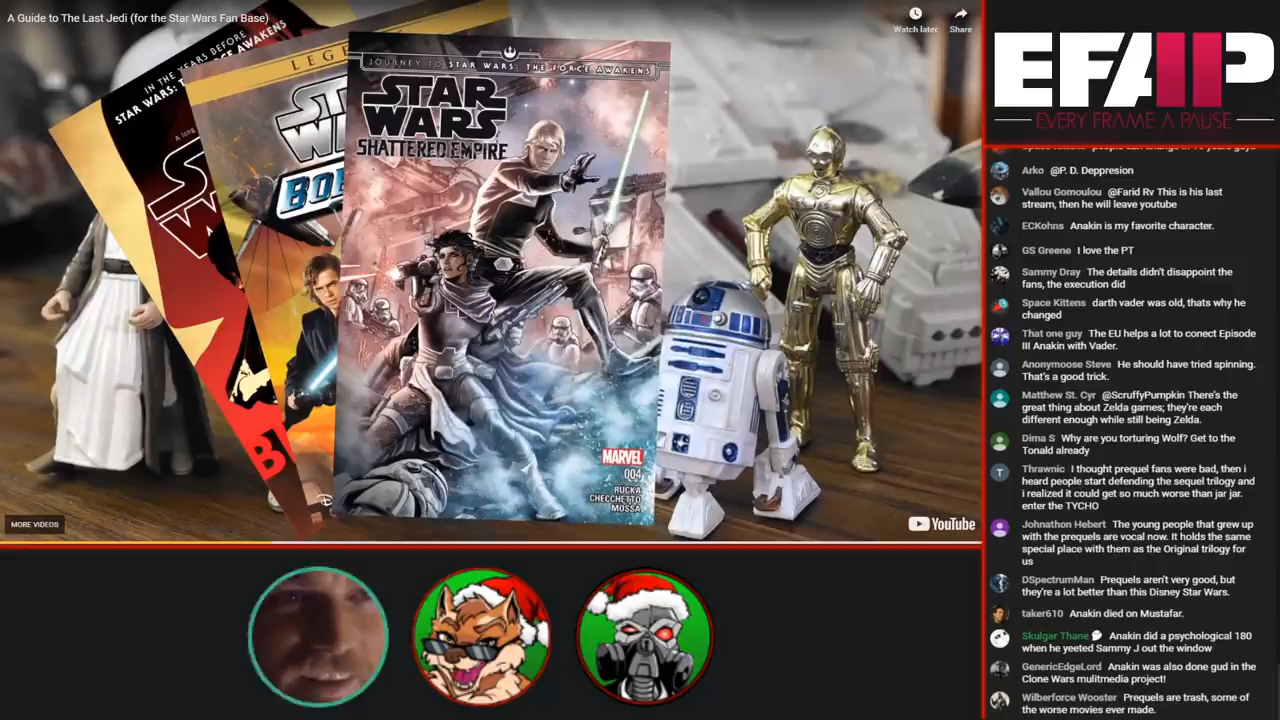 A Guide to The Last Jedi (for the Star Wars Fan Base)
Watch later
Share
IN THE YEARS BEFORE
STAR WARS: T
CE AWAKENS
A long
LEGE
ST
W
BOB
JOURNEY TO STAR WARS: THE FORCE AWAKENS
STAR
WARS
SHATTERED EMPIRE
MARVEL
004
RUCKA
CHECCHETTO
MOSSA
MORE VIDEOS
YouTube
EFAP
EVERY FRAME A PAUSE
Arko @P. D. Deppresion
Vallou Gomoulou @Farid Rv This is his last
stream, then he will leave youtube
ECKohns Anakin is my favorite character.
GS Greene I love the PT
Sammy Dray The details didn't disappoint the
fans, the execution did
Space Kittens darth vader was old, thats why he
changed
That one guy The EU helps a lot to conect Episode
III Anakin with Vader.
Anonymoose Steve He should have tried spinning.
That's a good trick.
Matthew St. Cyr @ScruffyPumpkin There's the
great thing about Zelda games; they're each
different enough while still being Zelda.
Dima S Why are you torturing Wolf? Get to the
Tonald already
T
Thrawnic I thought prequel fans were bad, then i
heard people start defending the sequel trilogy and
i realized it could get so much worse than jar jar.
enter the TYCHO
Johnathon Hebert The young people that grew up
with the prequels are vocal now. It holds the same
special place with them as the Original trilogy for
us
DSpectrumMan Prequels aren't very good, but
they're a lot better than this Disney Star Wars.
taker610 Anakin died on Mustafar.
Skulgar Thane Anakin did a psychological 180
when he yeeted Sammy J out the window
GenericEdgeLord Anakin was also done gud in the
Clone Wars mulitmedia project!
Wilberforce Wooster Prequels are trash, some of
the worse movies ever made.